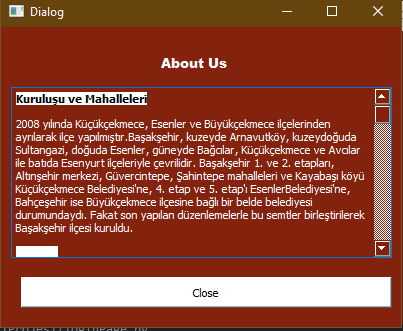 Dialog
About Us
Kuruluşu ve Mahalleleri
2008 yılında Küçükçekmece, Esenler ve Büyükçekmece ilçelerinden
ayrılarak ilçe yapılmıştır.Başakşehir, kuzeyde Arnavutköy, kuzeydoğuda
Sultangazi, doğuda Esenler, güneyde Bağcılar, Küçükçekmece ve Avcılar
ile batıda Esenyurt ilçeleriyle çevrilidir. Başakşehir 1. ve 2. etapları,
Altınşehir merkezi, Güvercintepe, Şahintepe mahalleleri ve Kayabaşı köyü
Küçükçekmece Belediyesi'ne, 4. etap ve 5. etap'ı EsenlerBelediyesi'ne,
Bahçeşehir ise Büyükçekmece ilçesine bağlı bir belde belediyesi
durumundaydı. Fakat son yapılan düzenlemelerle bu semtler birleştirilerek
Başakşehir ilçesi kuruldu.
Close